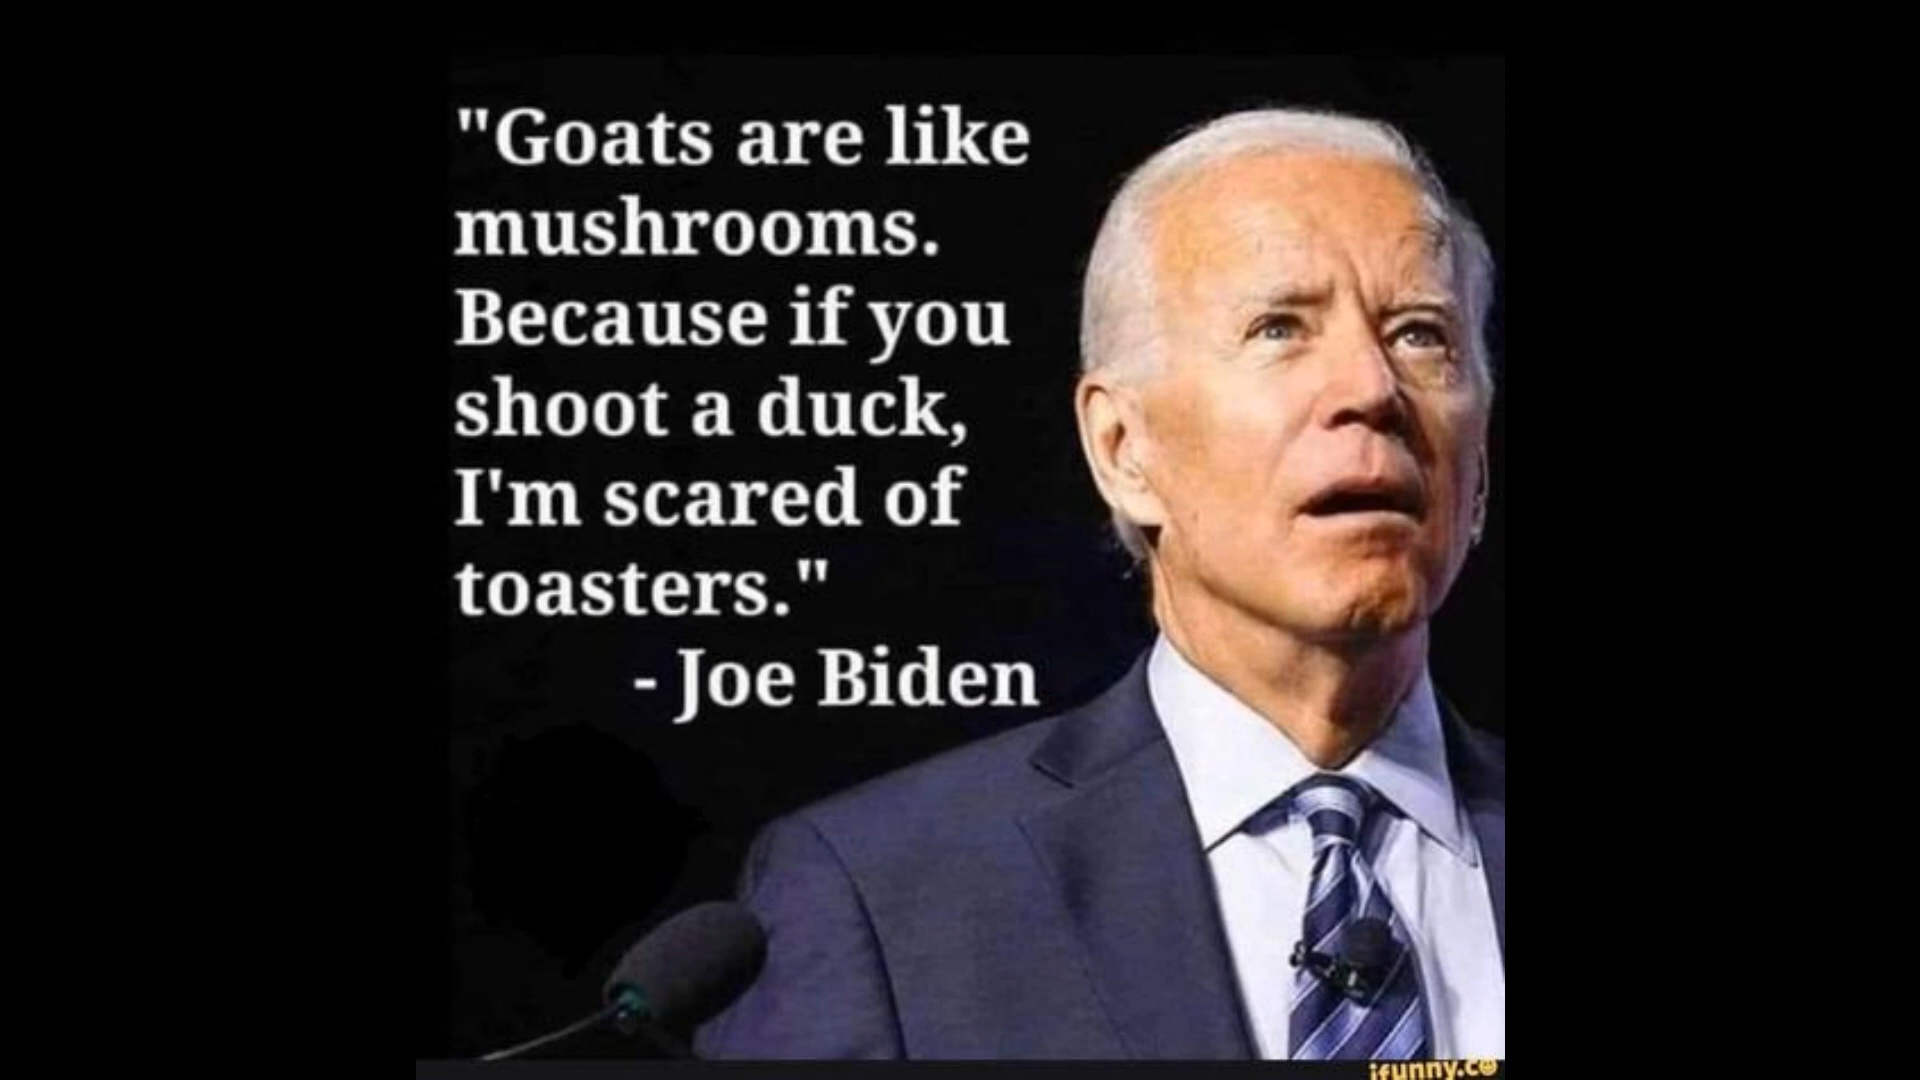 "Goats are like
mushrooms.
Because if you
shoot a duck,
I'm scared of
toasters."
- Joe Biden
ifunny.co